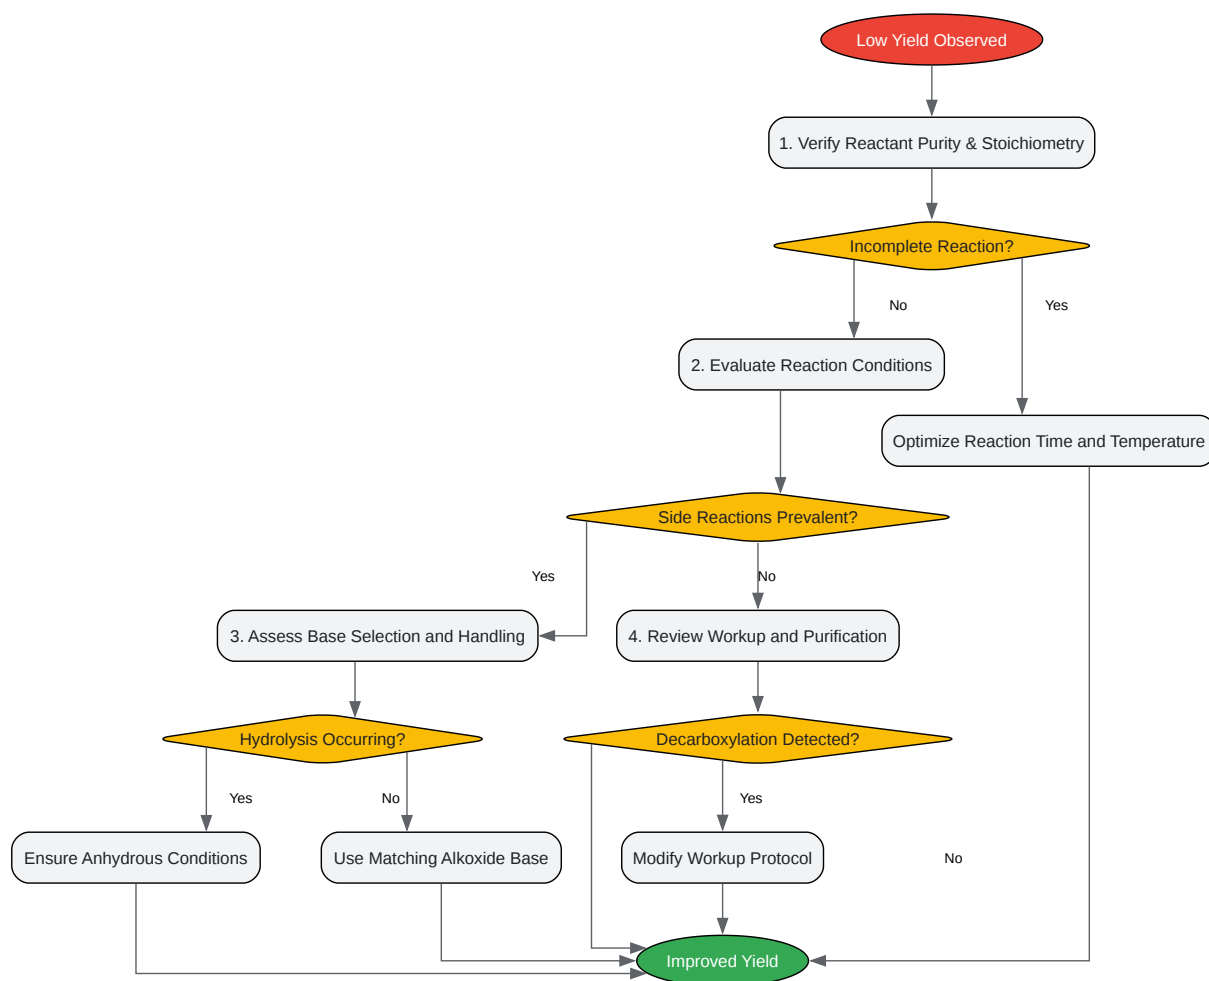 Low Yield Observed
1. Verify Reactant Purity & Stoichiometry
Incomplete Reaction?
No
Yes
2. Evaluate Reaction Conditions
Optimize Reaction Time and Temperature
Side Reactions Prevalent?
Yes
No
3. Assess Base Selection and Handling
4. Review Workup and Purification
Hydrolysis Occurring?
Decarboxylation Detected?
Yes
No
Yes
Ensure Anhydrous Conditions
Use Matching Alkoxide Base
Modify Workup Protocol
No
Improved Yield